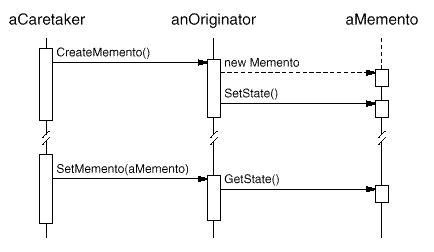 aCaretaker anOriginator aMemento
CreateMemento()
new Memento
SetState()
SetMemento(aMemento)
GetState()